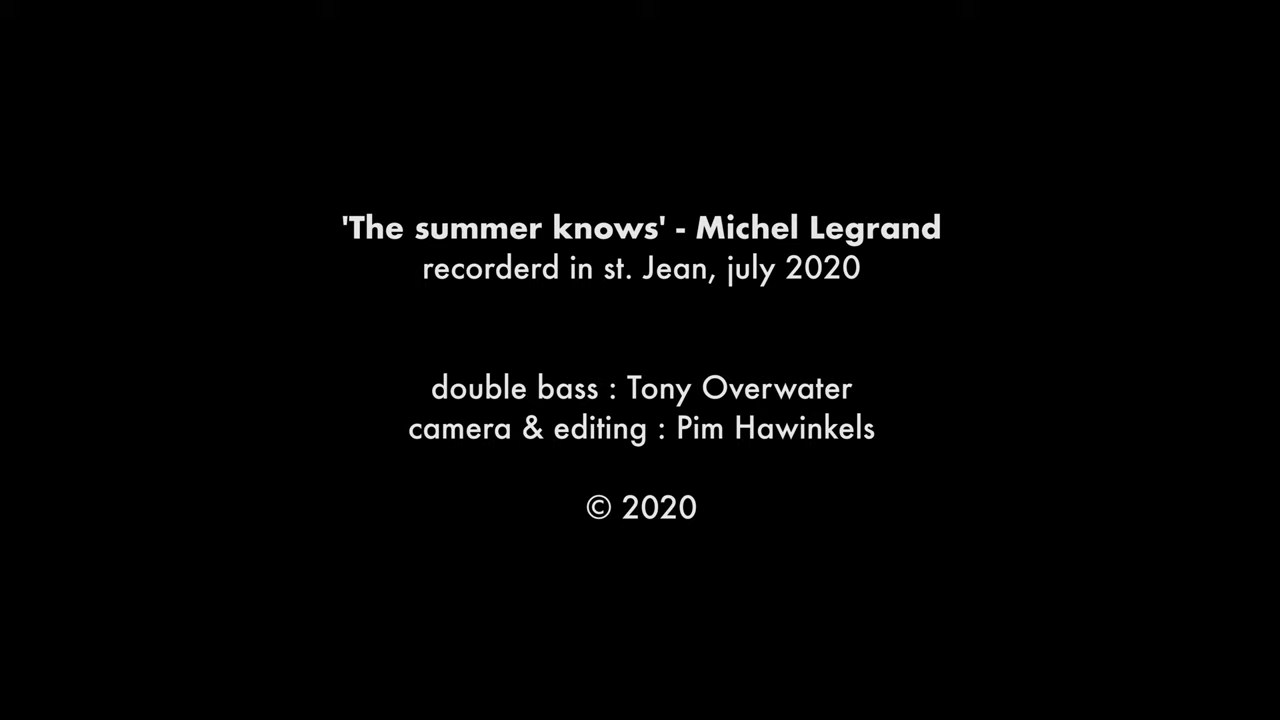 'The summer knows' - Michel Legrand
recorderd in st. Jean, july 2020
double bass : Tony Overwater
camera & editing : Pim Hawinkels
© 2020